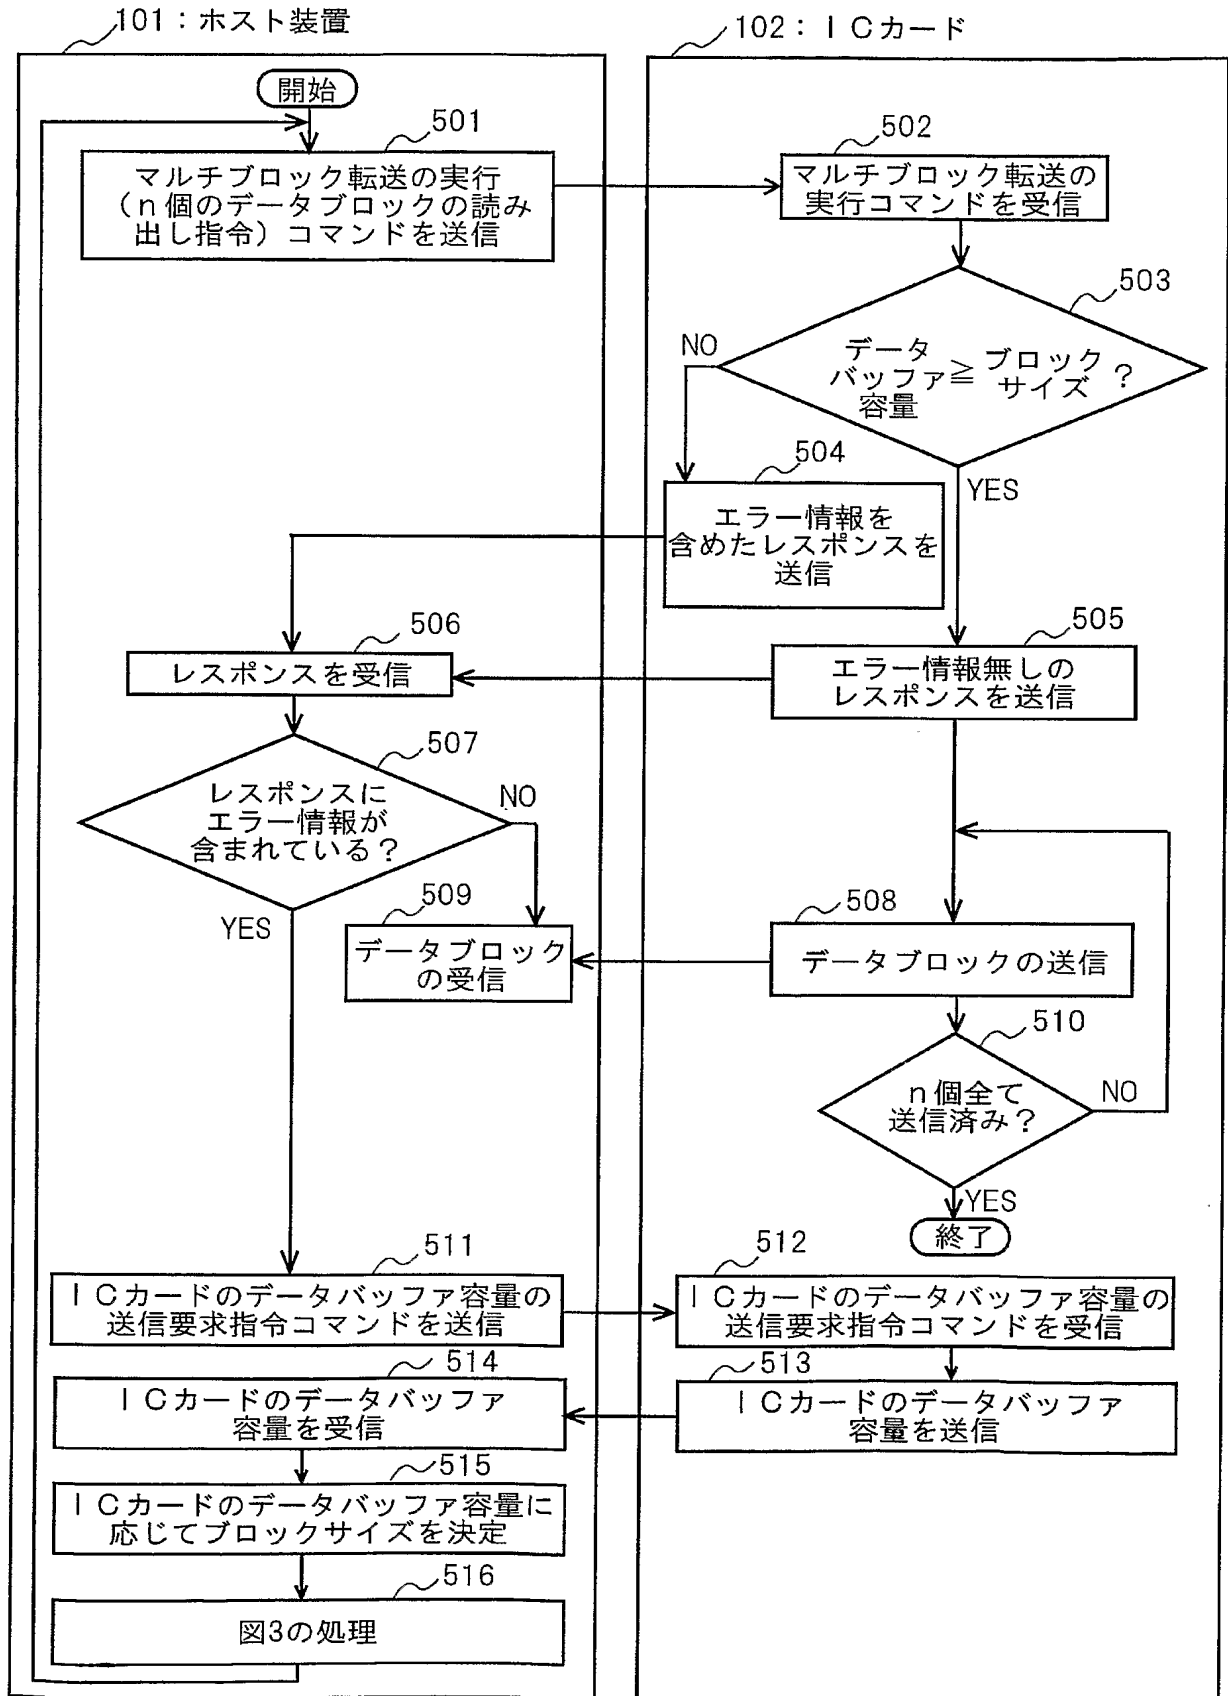 101：ホスト装置
102：ＩＣカード
開始
501
マルチブロック転送の実行
（ｎ個のデータブロックの読み
出し指令）コマンドを送信
502
マルチブロック転送の
実行コマンドを受信
503
データ
バッファ
容量
≧
ブロック
サイズ
？
NO
YES
504
エラー情報を
含めたレスポンスを
送信
505
エラー情報無しの
レスポンスを送信
506
レスポンスを受信
507
レスポンスに
エラー情報が
含まれている？
NO
YES
508
データブロックの送信
509
データブロック
の受信
510
ｎ個全て
送信済み？
NO
YES
終了
511
ＩＣカードのデータバッファ容量の
送信要求指令コマンドを送信
512
ＩＣカードのデータバッファ容量の
送信要求指令コマンドを受信
513
ＩＣカードのデータバッファ
容量を送信
514
ＩＣカードのデータバッファ
容量を受信
515
ＩＣカードのデータバッファ容量に
応じてブロックサイズを決定
516
図3の処理